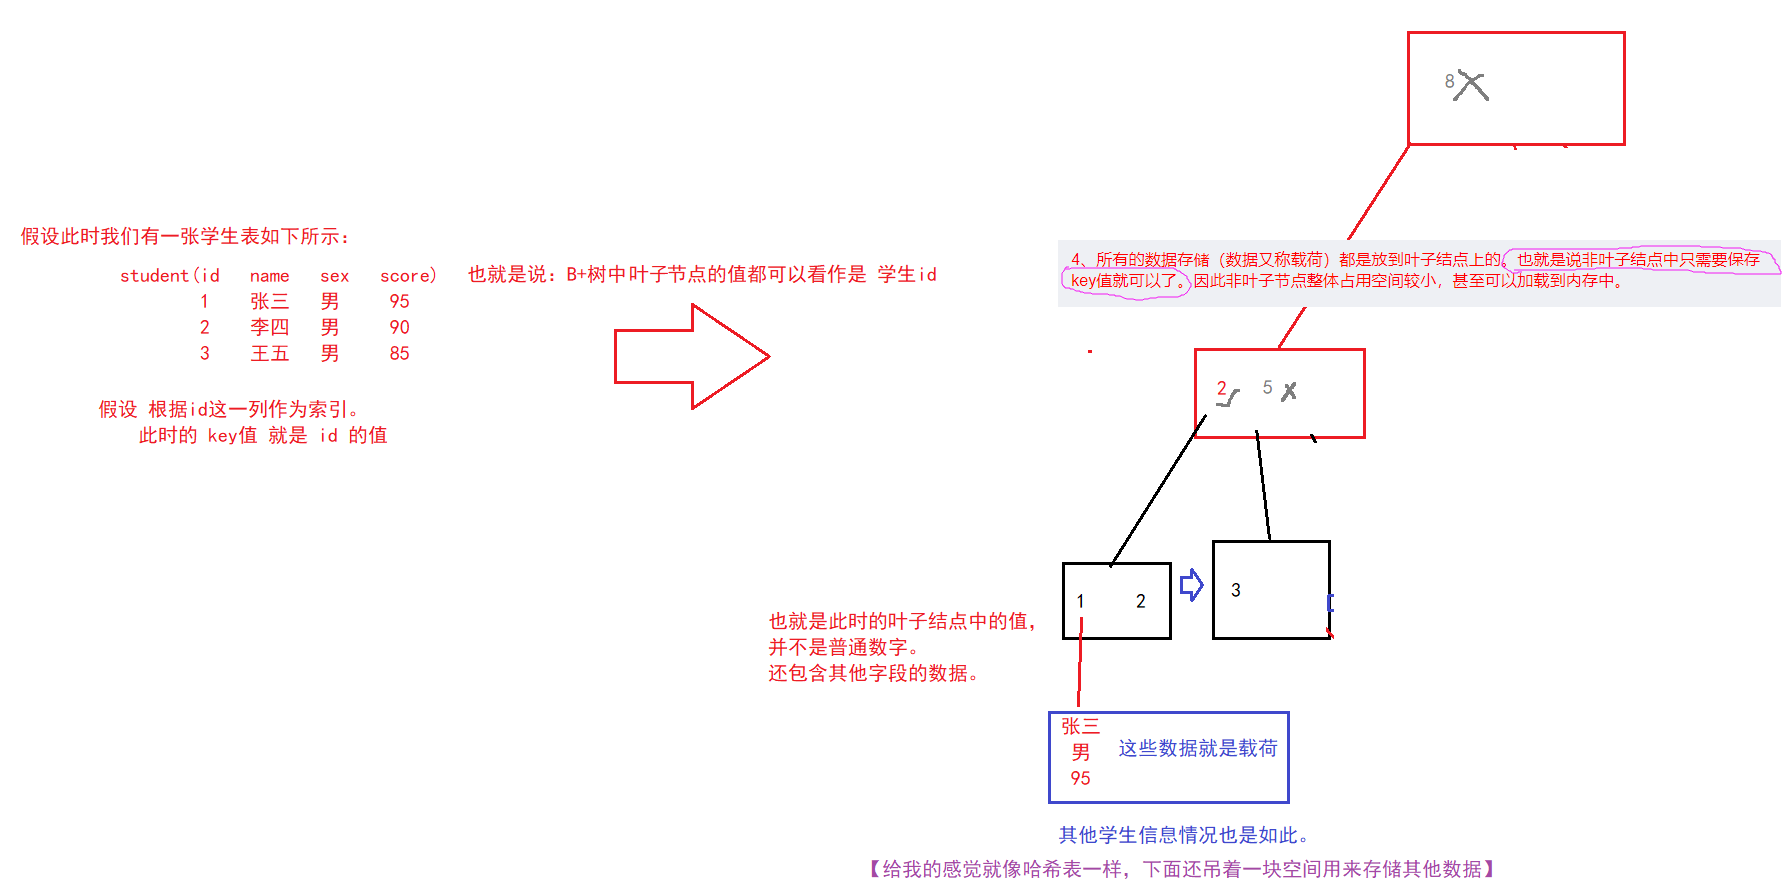 8
假设此时我们有一张学生表如下所示：
student(id name sex score)
1 张三 男 95
2 李四 男 90
3 王五 男 85
假设 根据id这一列作为索引。
此时的 key值 就是 id 的值
也就是说：B+树中叶子节点的值都可以看作是 学生id
4、所有的数据存储（数据又称载荷）都是放到叶子结点上的。也就是说非叶子结点中只需要保存
key值就可以了。因此非叶子节点整体占用空间较小，甚至可以加载到内存中。
2 5
1 2
3
也就是此时的叶子结点中的值，
并不是普通数字。
还包含其他字段的数据。
张三
男
95
这些数据就是载荷
其他学生信息情况也是如此。
【给我的感觉就像哈希表一样，下面还吊着一块空间用来存储其他数据】